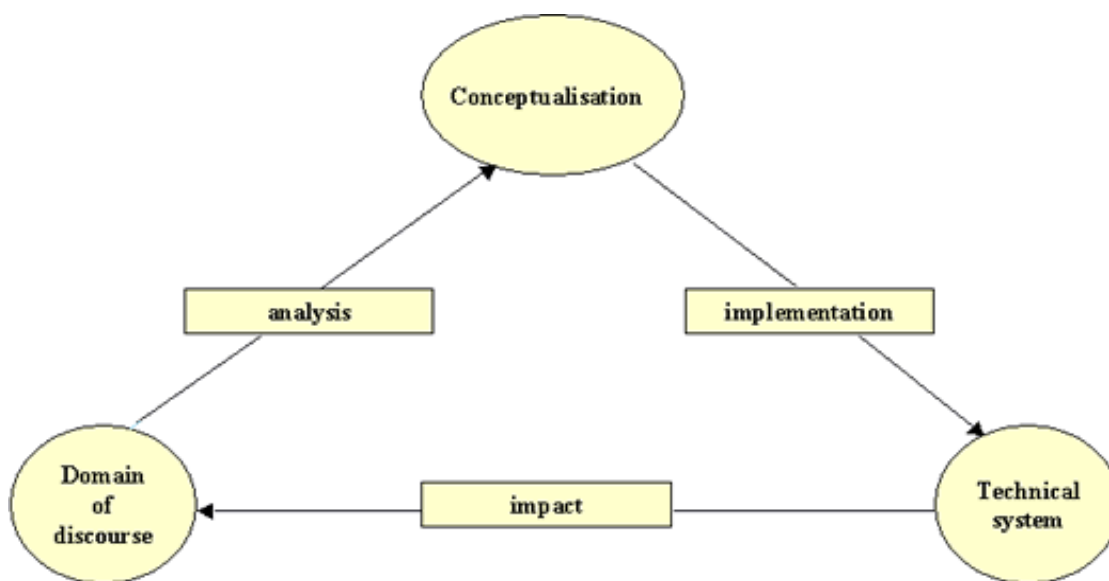 Conceptualisation
analysis
implementation
Domain
of
discourse
impact
Technical
system